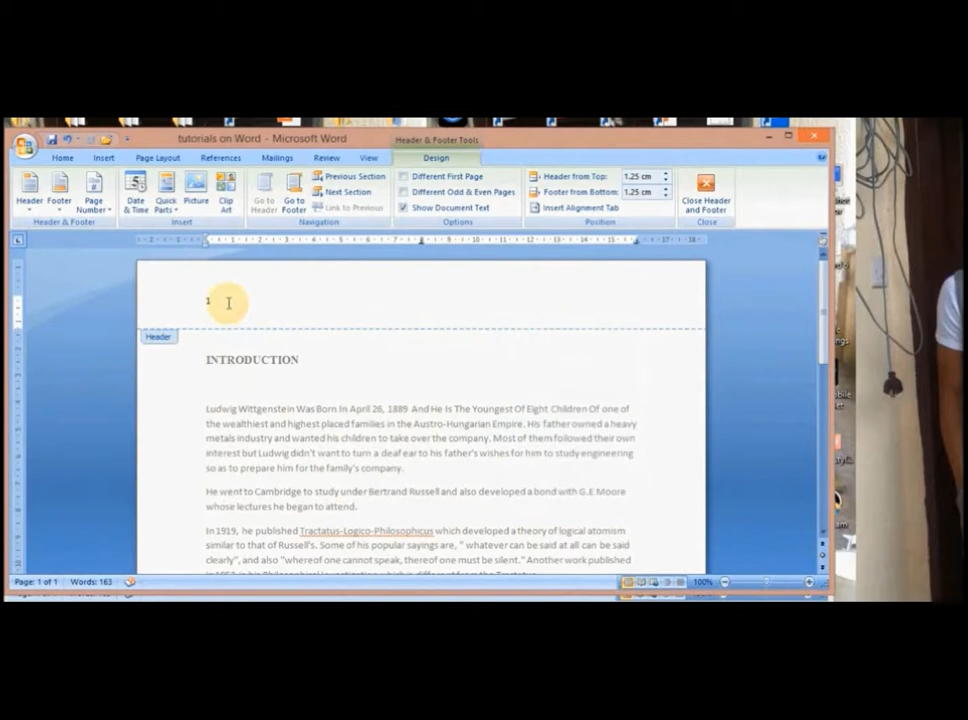 tutorials on Word - Microsoft Word
Header & Footer Tools
Home Insert Page Layout References Mailings Review View Design
Header Footer Page Number
Date & Time Quick Parts Picture Clip Art
Go to Header Go to Footer
Previous Section
Next Section
Link to Previous
Different First Page
Different Odd & Even Pages
Show Document Text
Header from Top: 1.25 cm
Footer from Bottom: 1.25 cm
Insert Alignment Tab
Close Header and Footer
Header & Footer Insert Navigation Options Position Close
1
Header
INTRODUCTION
Ludwig Wittgenstein Was Born In April 26, 1889 And He Is The Youngest Of Eight Children Of one of
the wealthiest and highest placed families in the Austro-Hungarian Empire. His father owned a heavy
metals industry and wanted his children to take over the company. Most of them followed their own
interest but Ludwig didn't want to turn a deaf ear to his father's wishes for him to study engineering
so as to prepare him for the family's company.
He went to Cambridge to study under Bertrand Russell and also developed a bond with G.E Moore
whose lectures he began to attend.
In 1919, he published Tractatus-Logico-Philosophicus which developed a theory of logical atomism
similar to that of Russell's. Some of his popular sayings are, " whatever can be said at all can be said
clearly", and also "whereof one cannot speak, thereof one must be silent." Another work published
Page: 1 of 1 Words: 163 100%